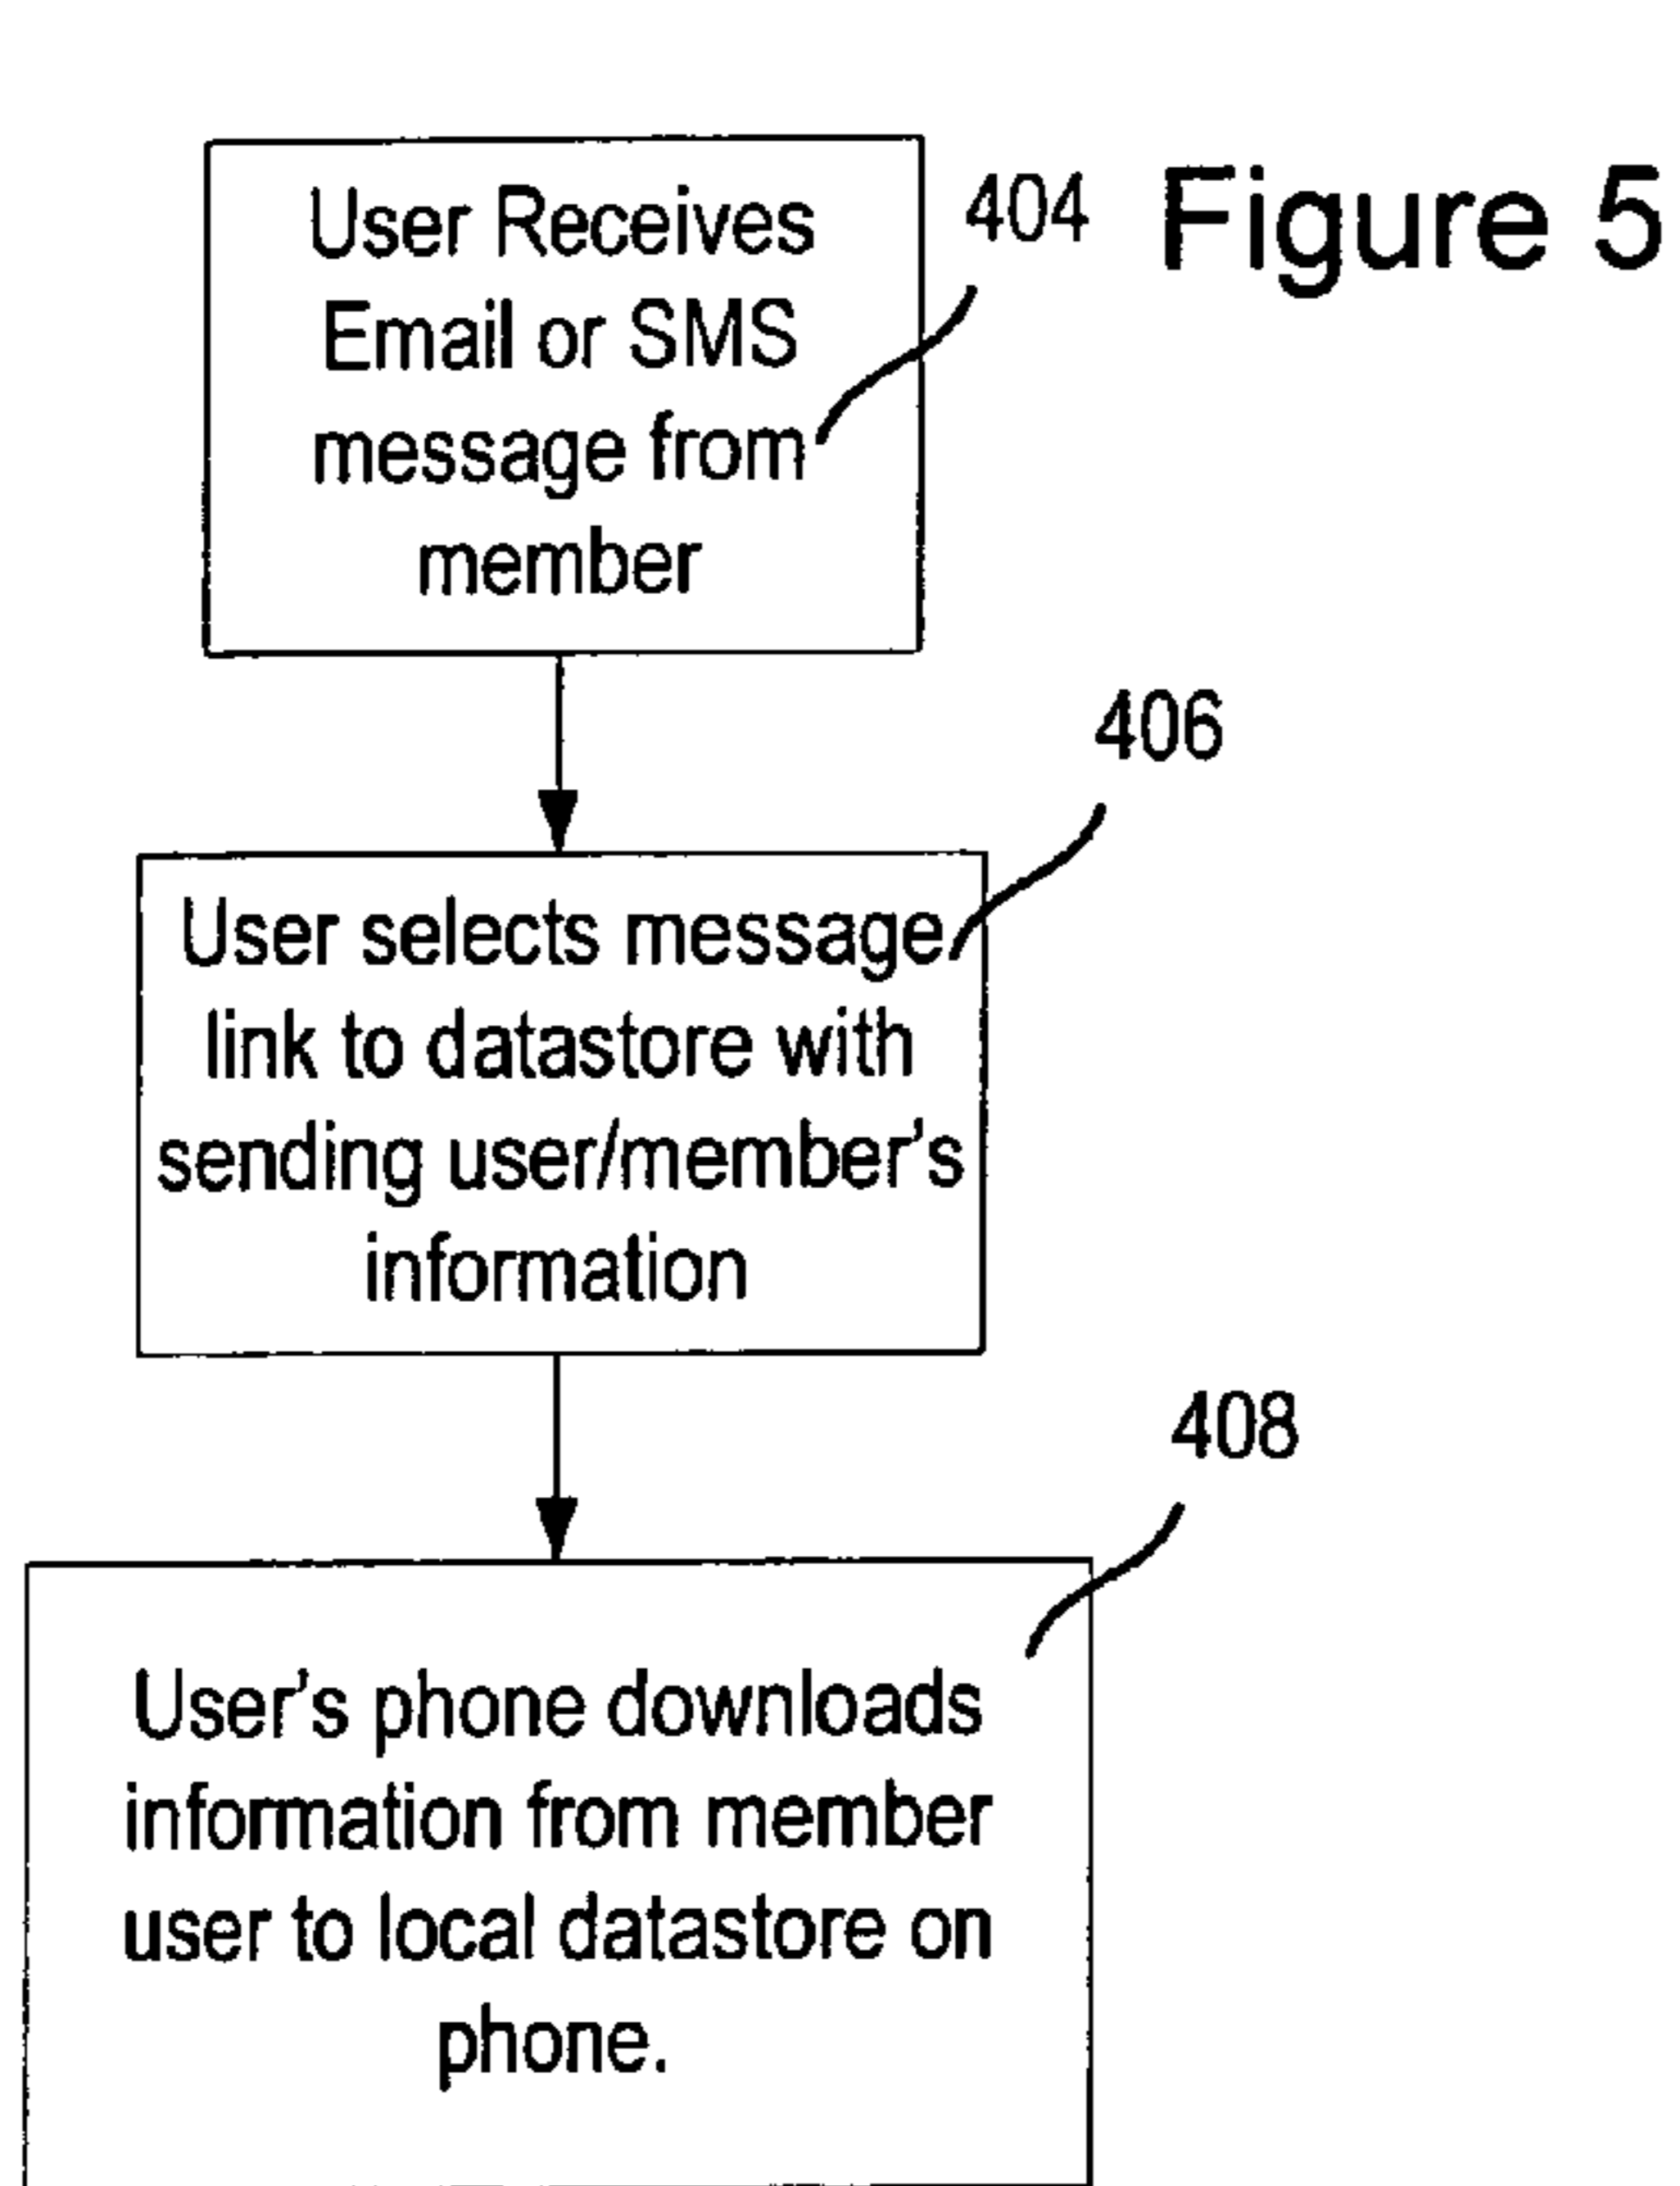 Figure 5
404
User Receives
Email or SMS
message from
member
406
User selects message
link to datastore with
sending user/member's
information
408
User's phone downloads
information from member
user to local datastore on
phone.